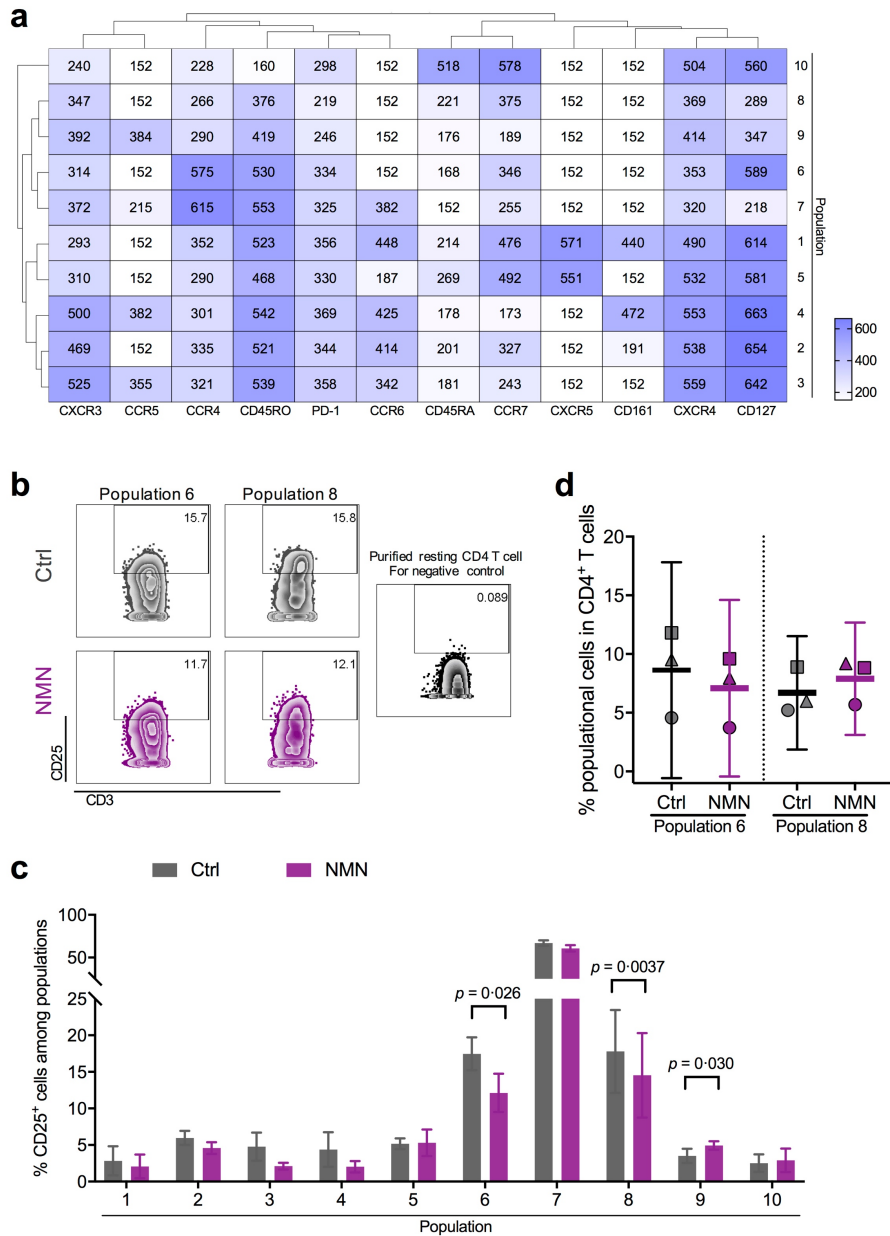 a
240 152 228 160 298 152 518 578 152 152 504 560 10
347 152 266 376 219 152 221 375 152 152 369 289 8
392 384 290 419 246 152 176 189 152 152 414 347 9
314 152 575 530 334 152 168 346 152 152 353 589 6
372 215 615 553 325 382 152 255 152 152 320 218 7
293 152 352 523 356 448 214 476 571 440 490 614 1
310 152 290 468 330 187 269 492 551 152 532 581 5
500 382 301 542 369 425 178 173 152 472 553 663 4
469 152 335 521 344 414 201 327 152 191 538 654 2
525 355 321 539 358 342 181 243 152 152 559 642 3
Population
CXCR3 CCR5 CCR4 CD45RO PD-1 CCR6 CD45RA CCR7 CXCR5 CD161 CXCR4 CD127
600
400
200
b
Population 6 Population 8
Ctrl
15.7 15.8
Purified resting CD4 T cell
For negative control
0.089
NMN
11.7 12.1
CD25
CD3
d
% populational cells in CD4⁺ T cells
20
15
10
5
0
Ctrl NMN Ctrl NMN
Population 6 Population 8
c
Ctrl NMN
% CD25⁺ cells among populations
100
50
25
20
15
10
5
0
p = 0·026
p = 0·0037
p = 0·030
1 2 3 4 5 6 7 8 9 10
Population